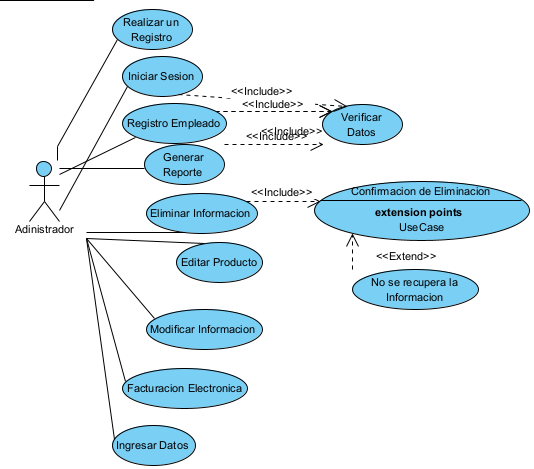 Realizar un
Registro
Iniciar Sesion
<<Include>>
<<Include>>
Registro Empleado
Verificar
Datos
<<Include>>
<<Include>>
Generar
Reporte
Eliminar Informacion
<<Include>>
Confirmacion de Eliminacion
extension points
UseCase
Adinistrador
Editar Producto
<<Extend>>
No se recupera la
Informacion
Modificar Informacion
Facturacion Electronica
Ingresar Datos